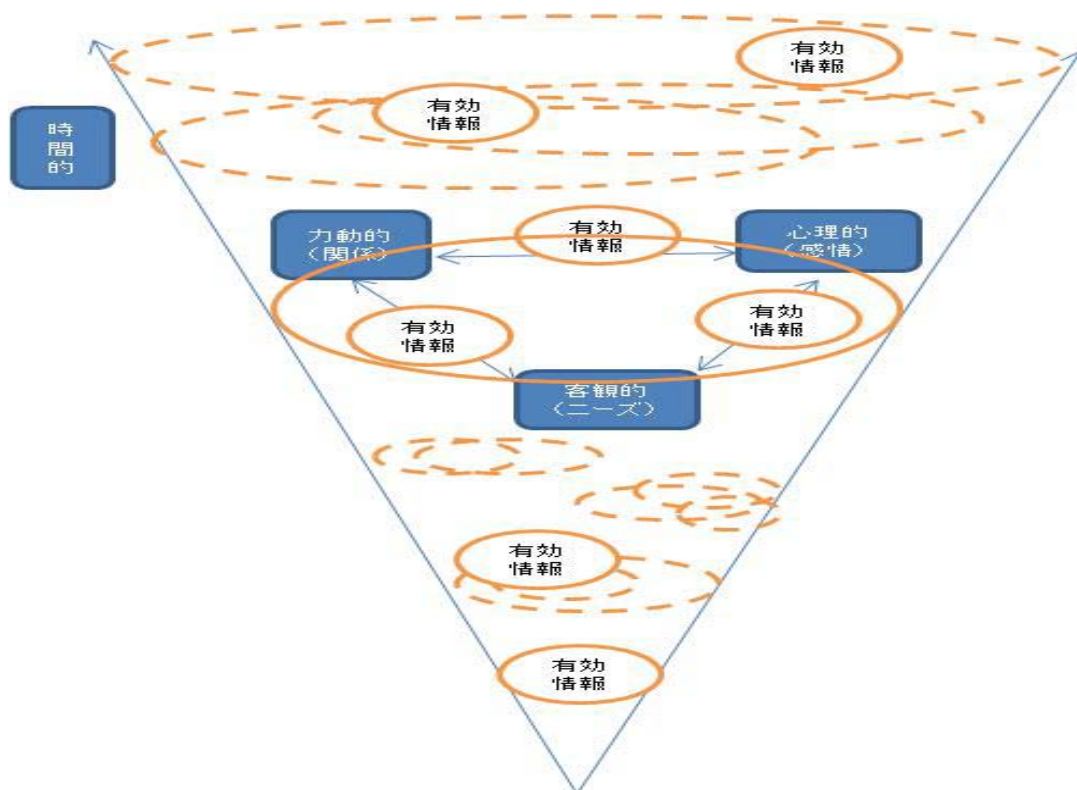 有効
情報
有効
情報
時
間
的
力動的
（関係）
有効
情報
心理的
（感情）
有効
情報
有効
情報
客観的
（ニーズ）
有効
情報
有効
情報